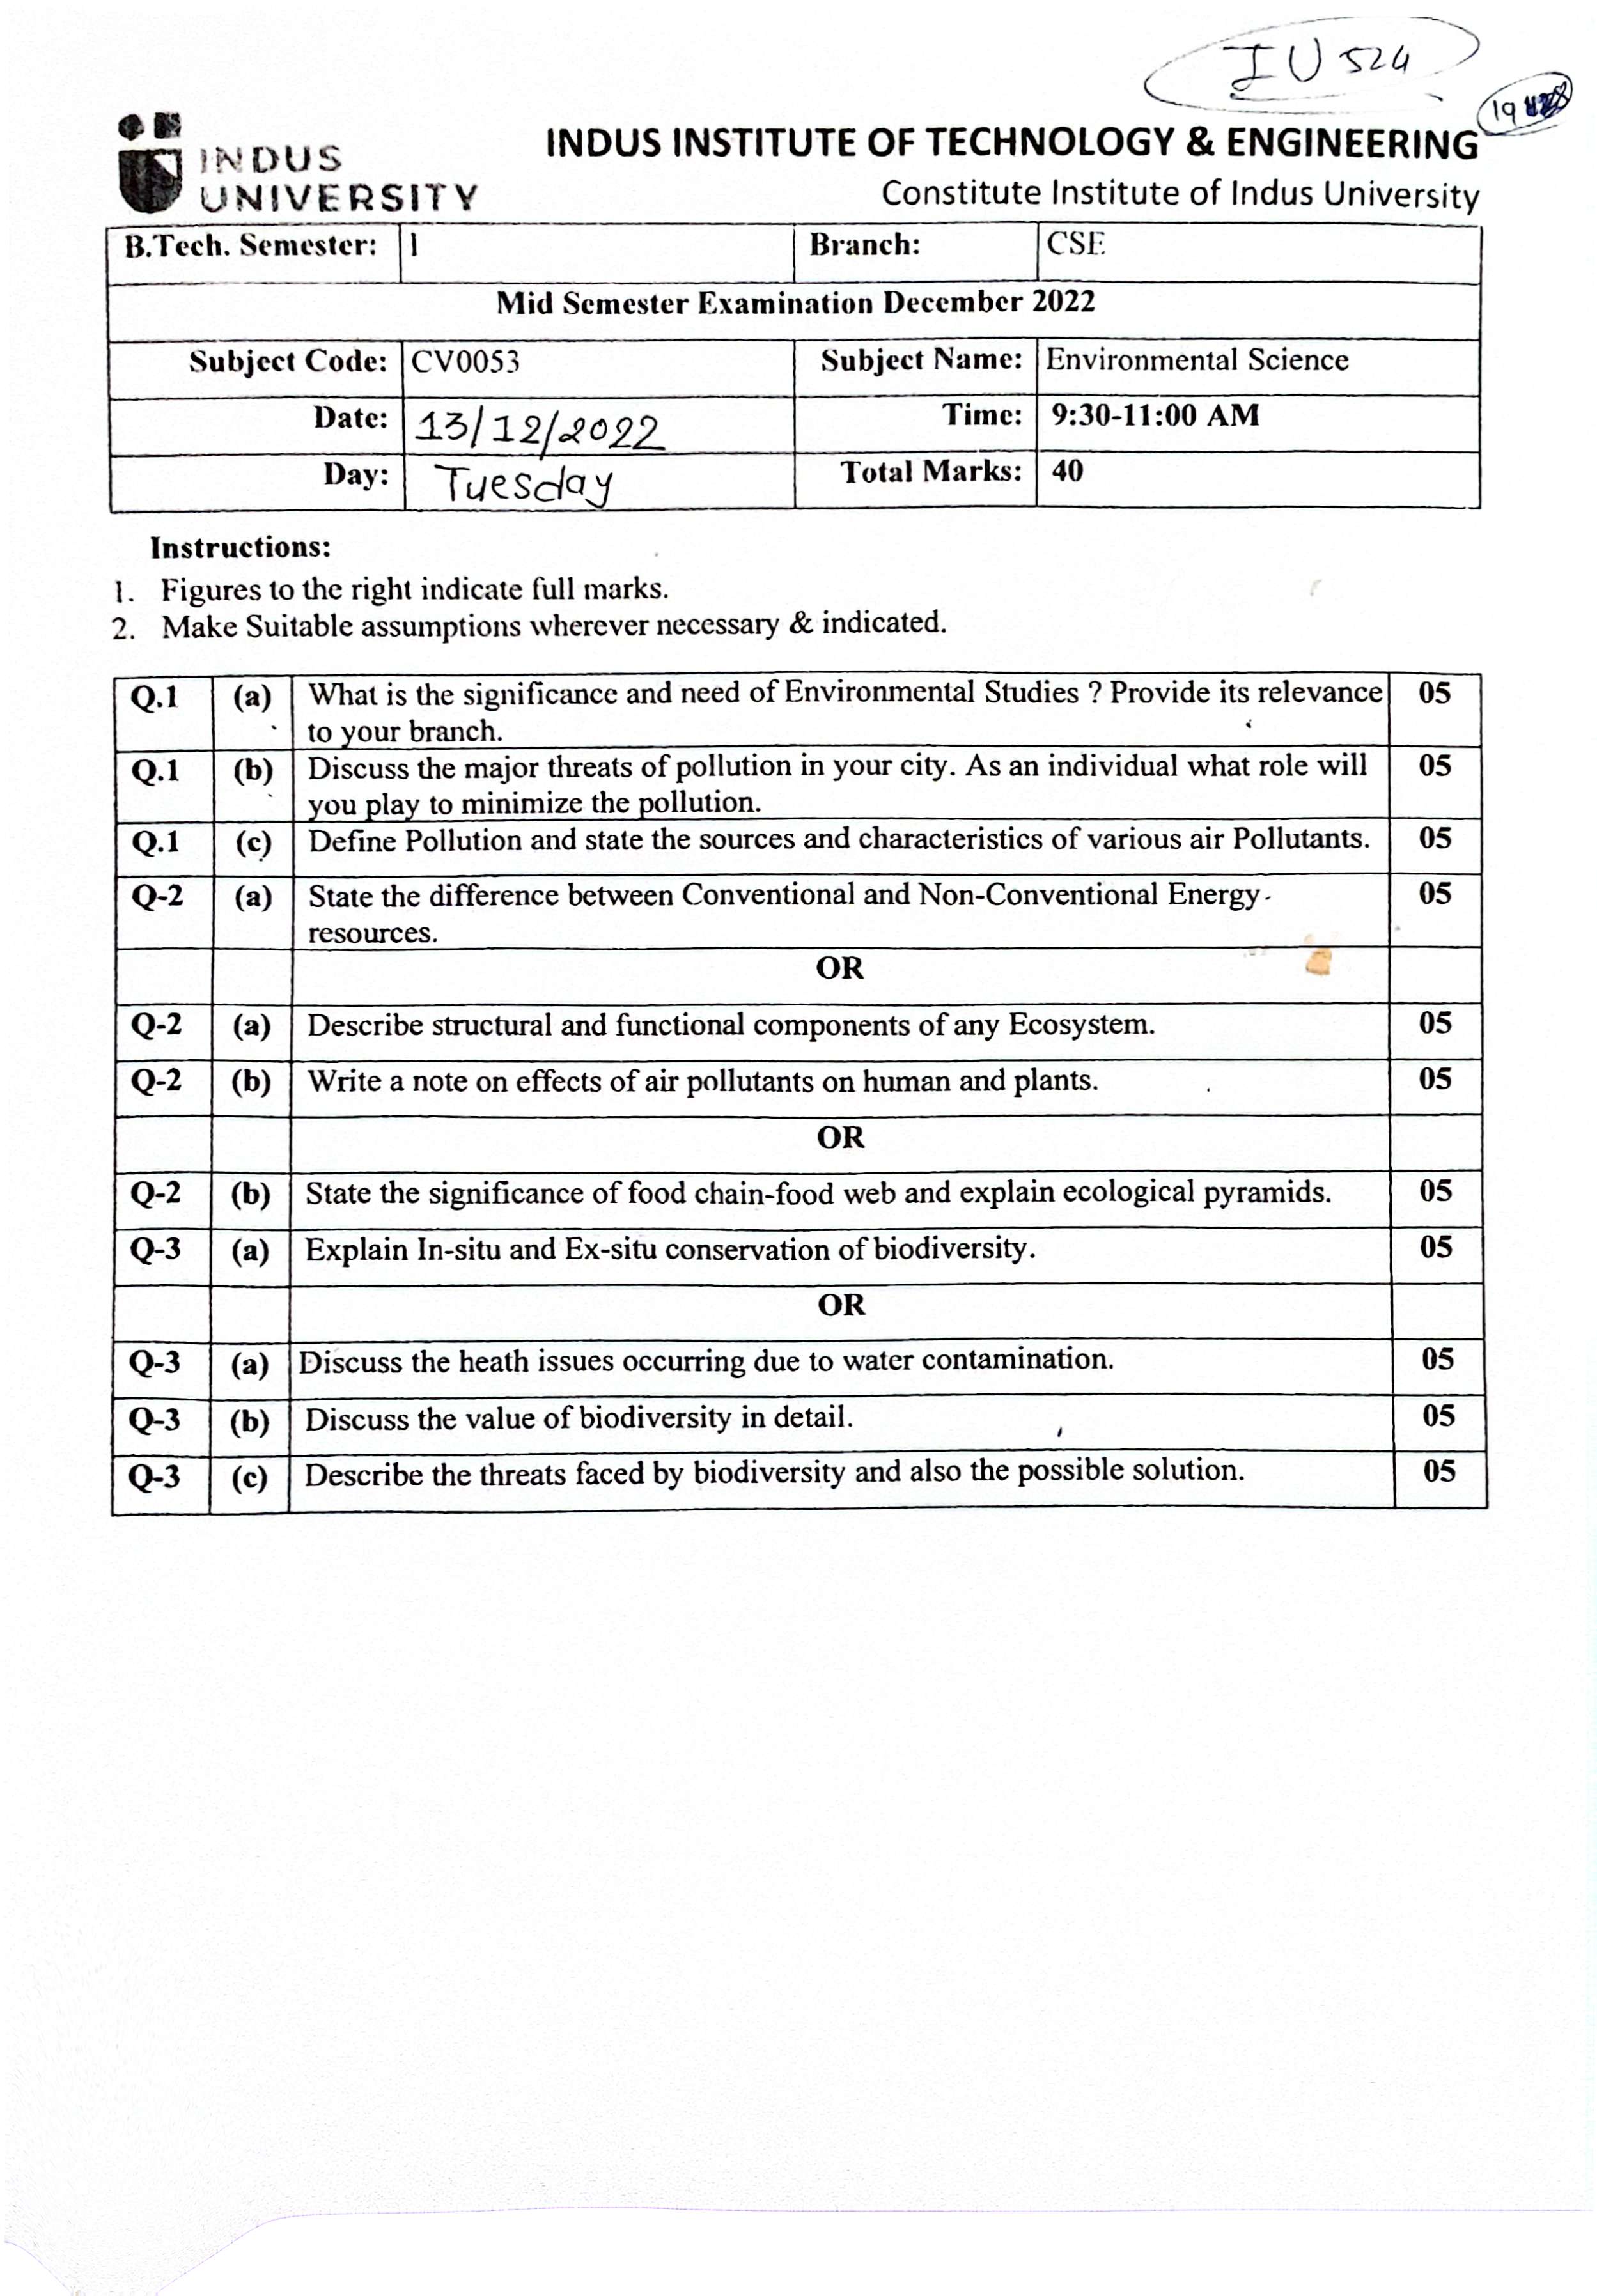 IU 524
19
INDUS
UNIVERSITY
INDUS INSTITUTE OF TECHNOLOGY & ENGINEERING
Constitute Institute of Indus University
B.Tech. Semester: I Branch: CSE
Mid Semester Examination December 2022
Subject Code: CV0053 Subject Name: Environmental Science
Date: 13/12/2022 Time: 9:30-11:00 AM
Day: Tuesday Total Marks: 40
Instructions:
1. Figures to the right indicate full marks.
2. Make Suitable assumptions wherever necessary & indicated.
Q.1 (a) What is the significance and need of Environmental Studies ? Provide its relevance 05
to your branch.
Q.1 (b) Discuss the major threats of pollution in your city. As an individual what role will 05
you play to minimize the pollution.
Q.1 (c) Define Pollution and state the sources and characteristics of various air Pollutants. 05
Q-2 (a) State the difference between Conventional and Non-Conventional Energy 05
resources.
OR
Q-2 (a) Describe structural and functional components of any Ecosystem. 05
Q-2 (b) Write a note on effects of air pollutants on human and plants. 05
OR
Q-2 (b) State the significance of food chain-food web and explain ecological pyramids. 05
Q-3 (a) Explain In-situ and Ex-situ conservation of biodiversity. 05
OR
Q-3 (a) Discuss the heath issues occurring due to water contamination. 05
Q-3 (b) Discuss the value of biodiversity in detail. 05
Q-3 (c) Describe the threats faced by biodiversity and also the possible solution. 05